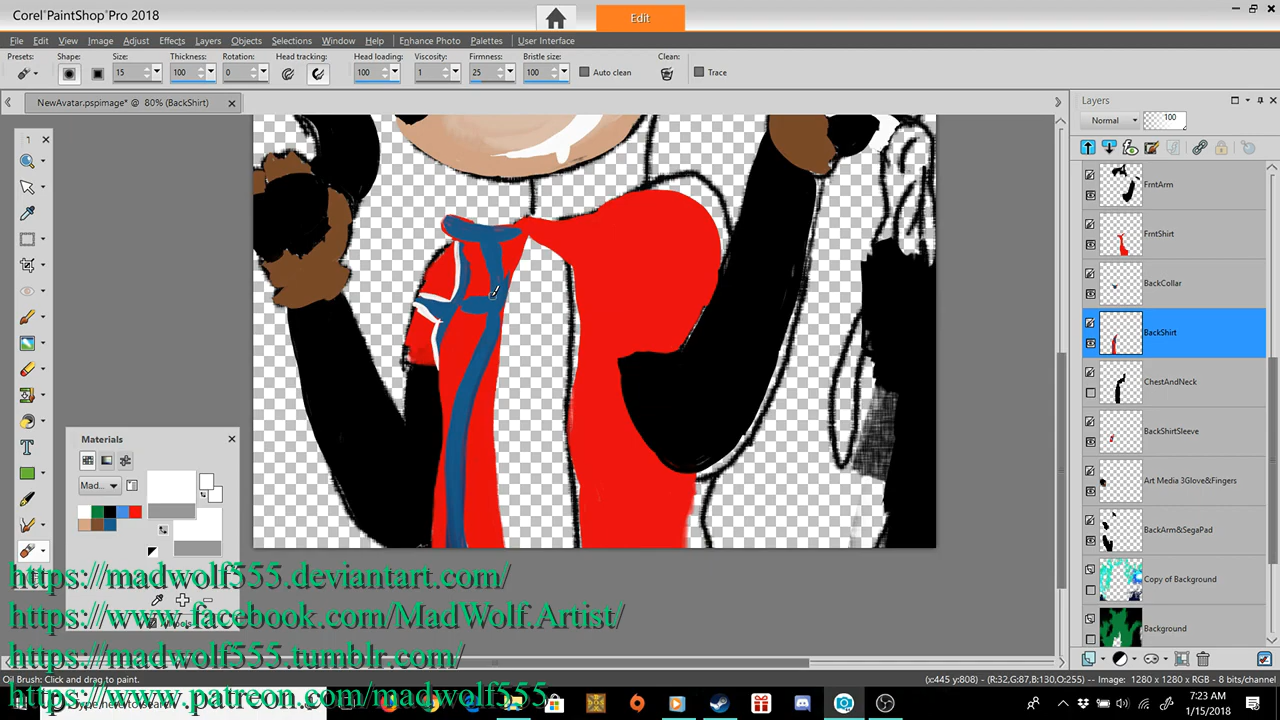 Corel PaintShop Pro 2018
Edit
File Edit View Image Adjust Effects Layers Objects Selections Window Help Enhance Photo Palettes User Interface
Presets: Shape: Size: Thickness: Rotation: Head tracking: Head loading: Viscosity: Firmness: Bristle size: Clean:
15 100 0 100 1 25 100 Auto clean Trace
NewAvatar.pspimage* @ 80% (BackShirt)
Layers
Normal 100
FrntArm
FrntShirt
BackCollar
BackShirt
ChestAndNeck
BackShirtSleeve
Art Media 3Glove&Fingers
BackArm&SegaPad
Copy of Background
Background
Materials
Mad...
https://madwolf555.deviantart.com/
https://www.facebook.com/MadWolf.Artist/
https://madwolf555.tumblr.com/
https://www.patreon.com/madwolf555
Oil Brush: Click and drag to paint.
(x:445 y:808) - (R:32,G:87,B:130,O:255) -- Image: 1280 x 1280 x RGB - 8 bits/channel
Type here to search
7:23 AM
1/15/2018